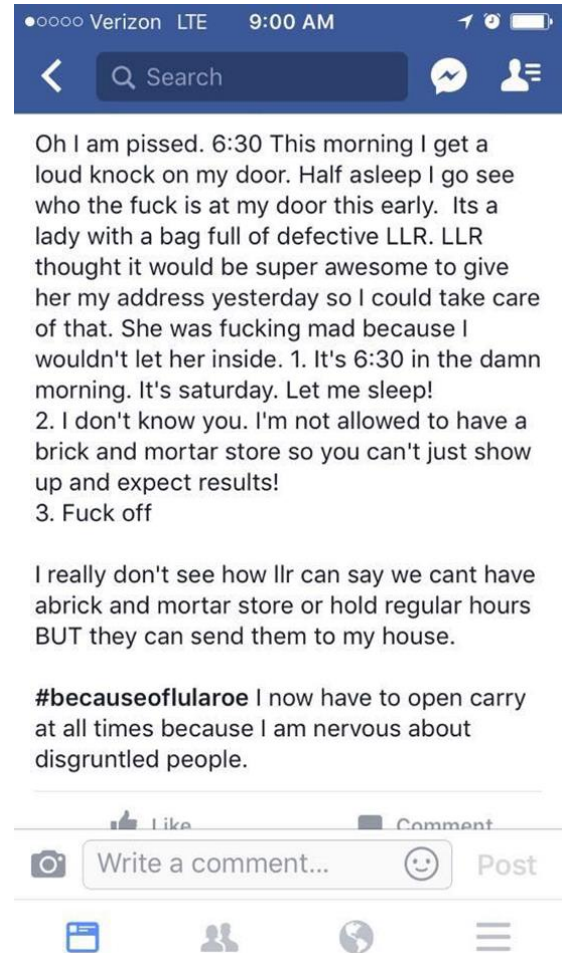 Verizon LTE 9:00 AM
Search
Oh I am pissed. 6:30 This morning I get a
loud knock on my door. Half asleep I go see
who the fuck is at my door this early.  Its a
lady with a bag full of defective LLR. LLR
thought it would be super awesome to give
her my address yesterday so I could take care
of that. She was fucking mad because I
wouldn't let her inside. 1. It's 6:30 in the damn
morning. It's saturday. Let me sleep!
2. I don't know you. I'm not allowed to have a
brick and mortar store so you can't just show
up and expect results!
3. Fuck off
I really don't see how llr can say we cant have
abrick and mortar store or hold regular hours
BUT they can send them to my house.
#becauseoflularoe I now have to open carry
at all times because I am nervous about
disgruntled people.
Like Comment
Write a comment... Post